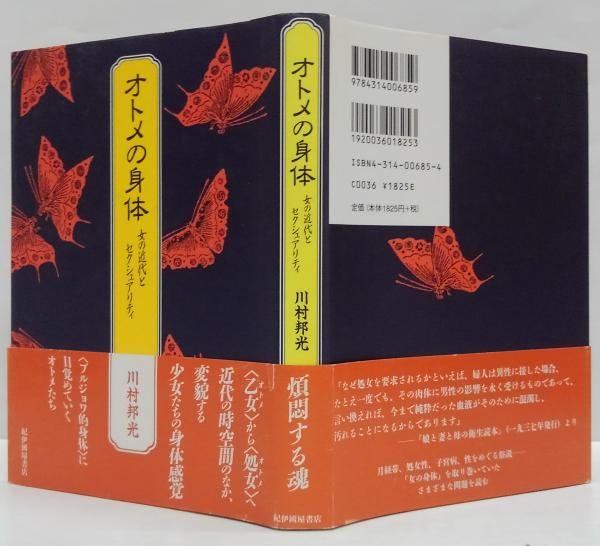 オトメの身体
女の近代と
セクシュアリティ
川村邦光
〈乙女〉から〈処女〉へ
オトメ
オトメ
近代の時空間のなか、
変貌する
少女たちの身体感覚
〈ブルジョワ的身体〉に
目覚めていく
オトメたち
紀伊國屋書店
オトメの身体
女の近代と
セクシュアリティ
川村邦光
煩悶する魂
紀伊國屋書店
9784314006859
1920036018253
ISBN4-314-00685-4
C0036 ¥1825E
定価(本体1825円+税)
「なぜ処女を要求されるかといえば、婦人は異性に接した場合、
たとえ一度でも、その肉体に男性の影響を永く受けるものであって、
言い換えれば、今まで純粋だった血液がそのために混濁し、
汚れることになるからであります」
──『娘と妻と母の衛生読本』(一九三七年発行)より
月経帯、処女性、子宮病、性をめぐる俗説──
「女の身体」を取り巻いていた
さまざまな問題を読む